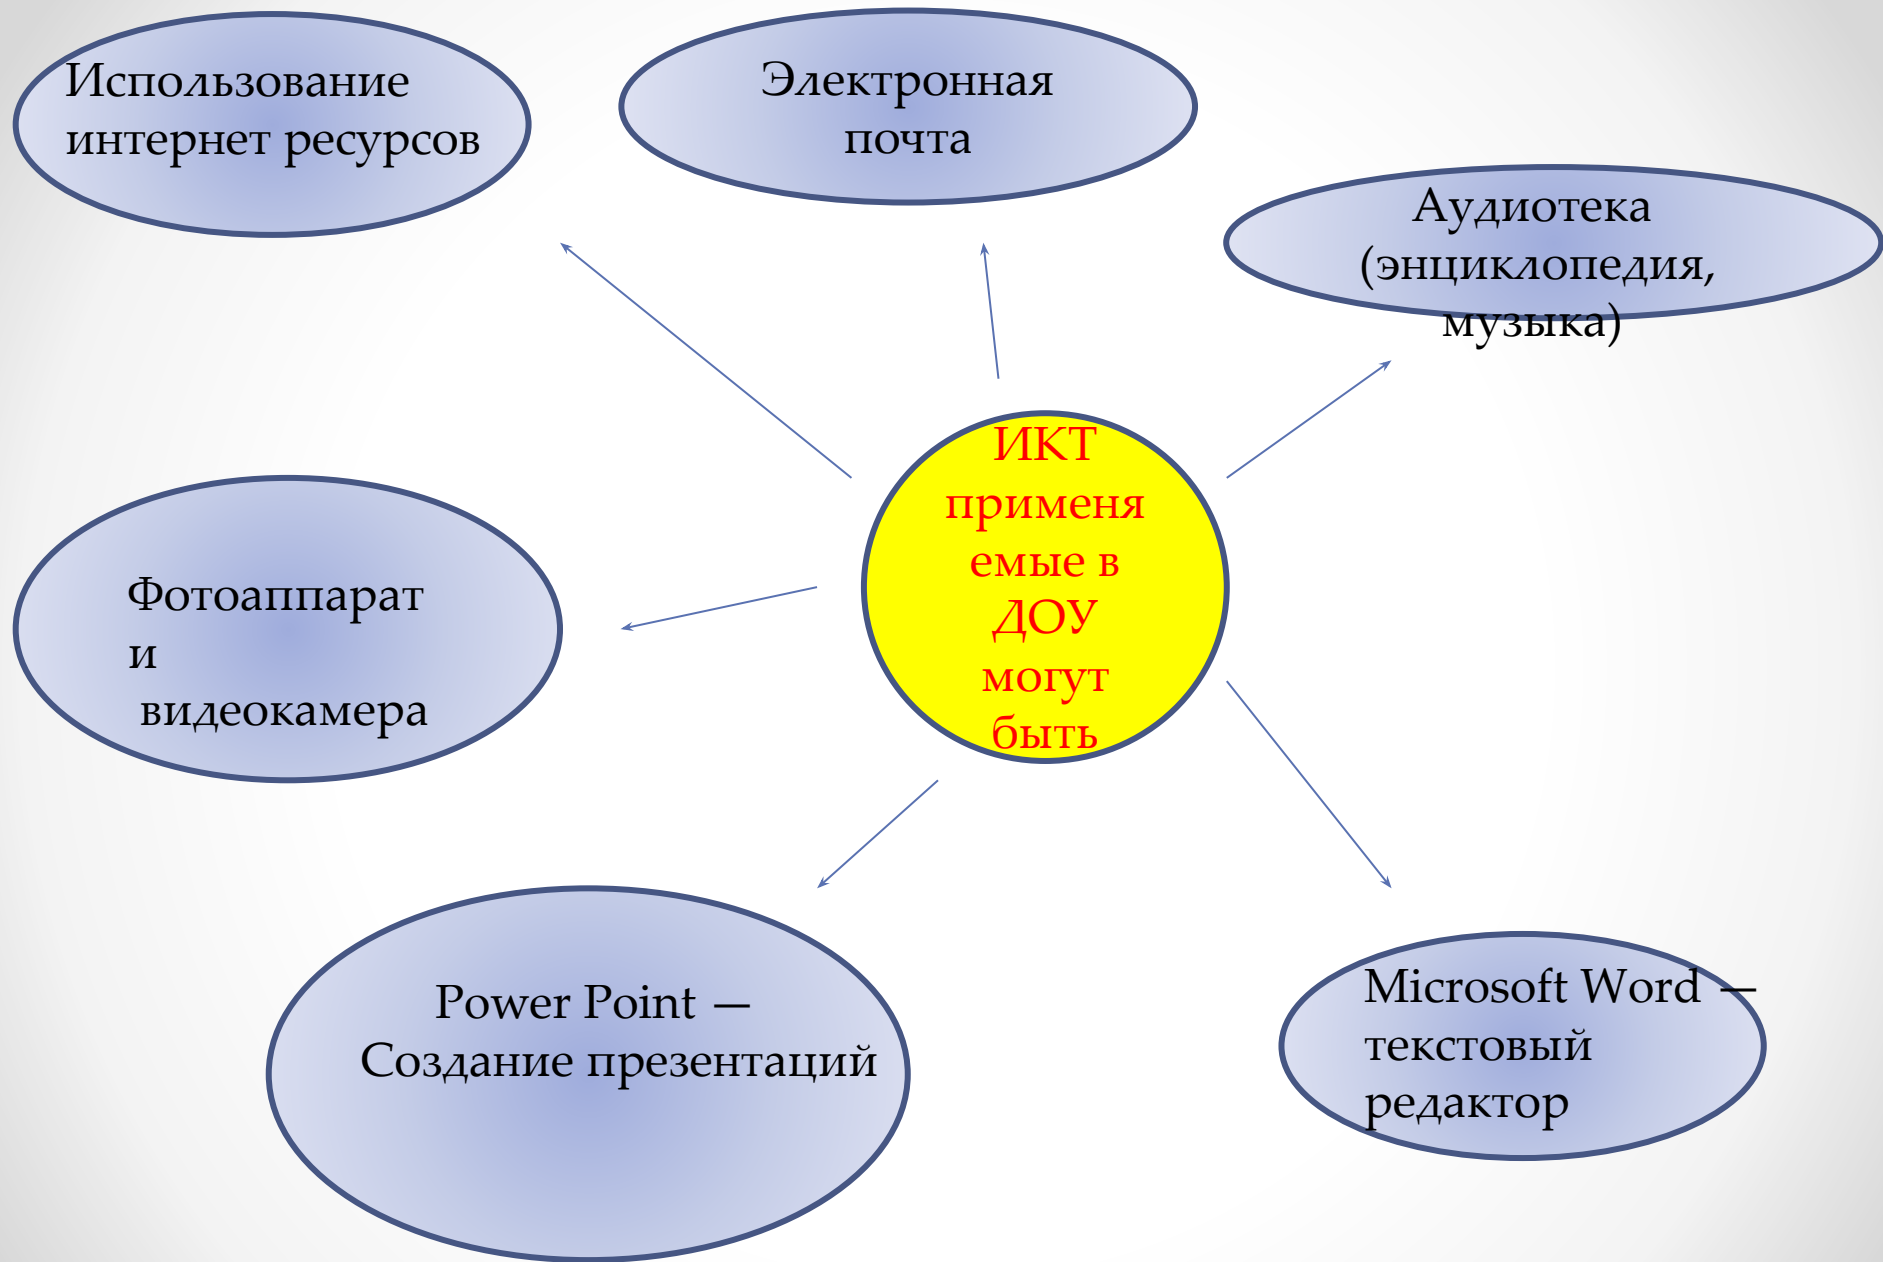 Использование
интернет ресурсов
Электронная
почта
Аудиотека
(энциклопедия,
музыка)
ИКТ
применя
емые в
ДОУ
могут
быть
Фотоаппарат
и
видеокамера
Power Point —
Создание презентаций
Microsoft Word —
текстовый
редактор